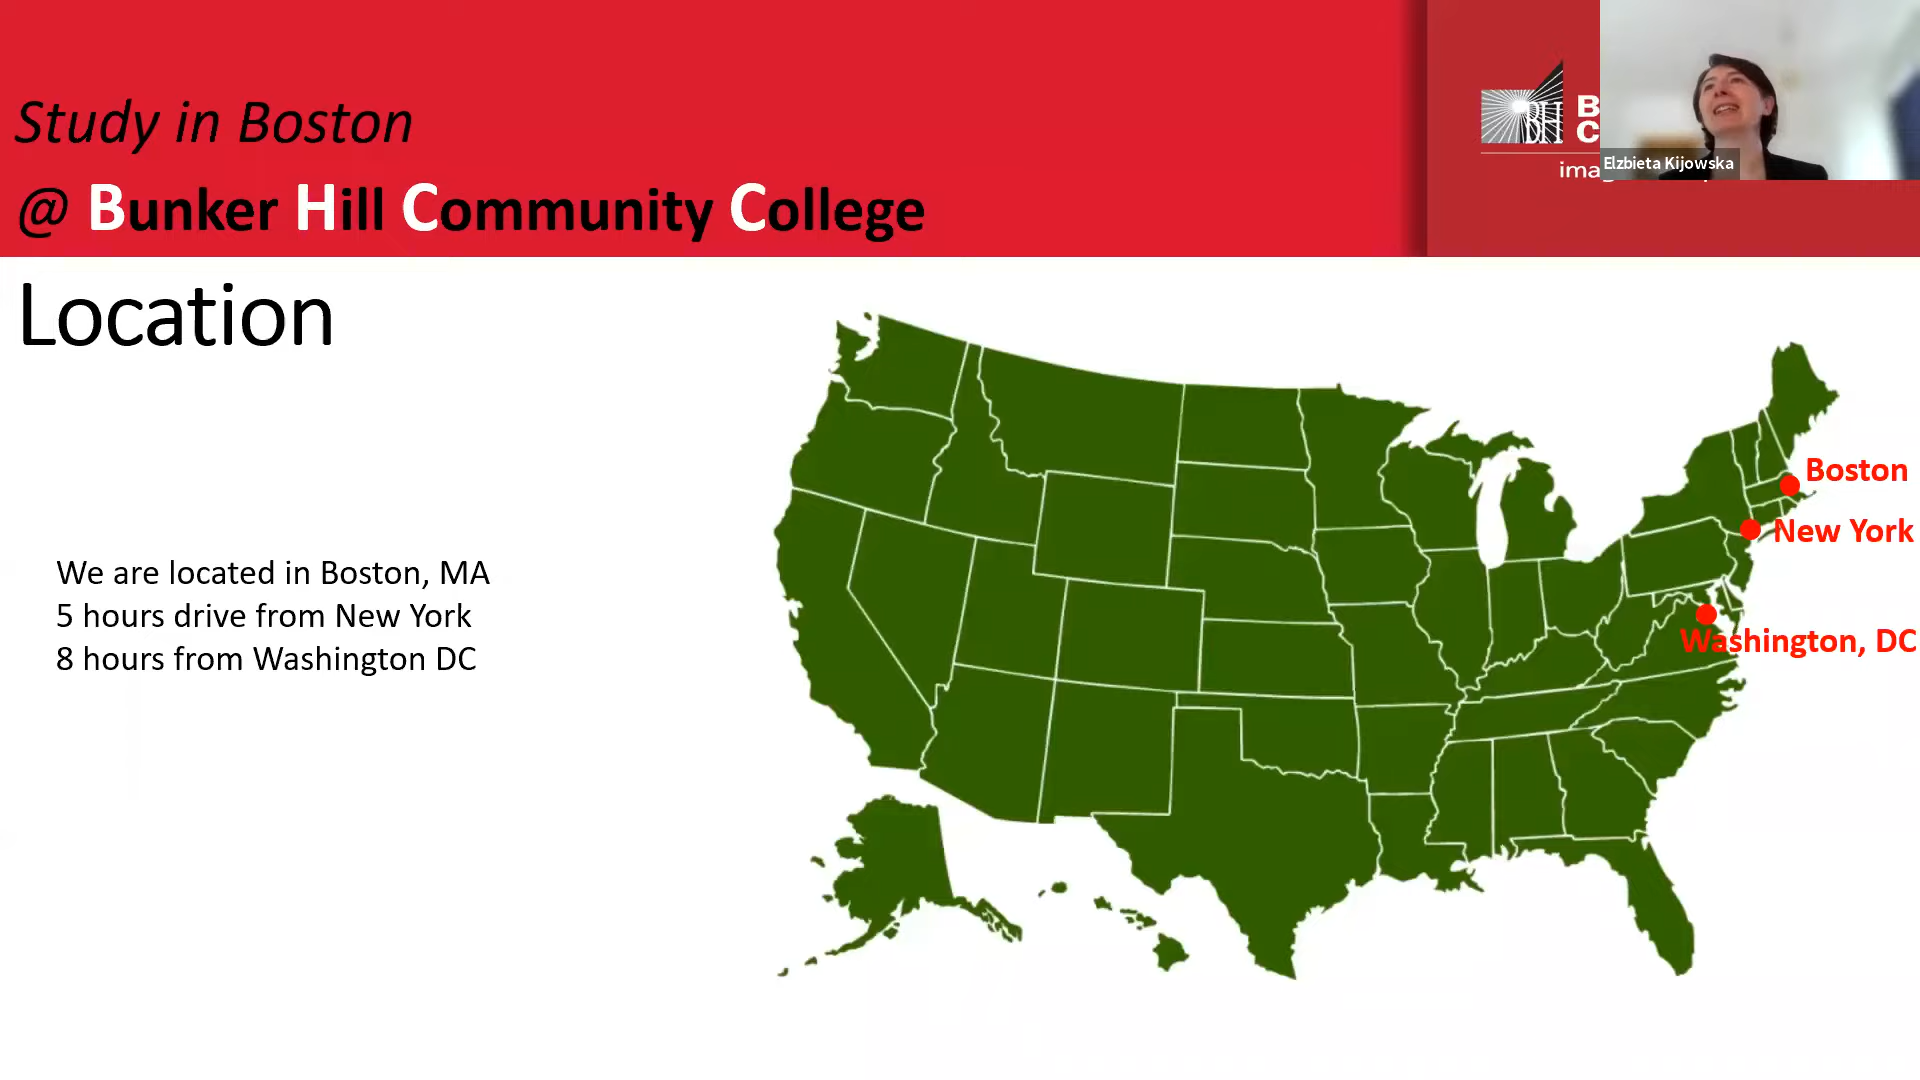 Study in Boston
@ Bunker Hill Community College
BH
B
C
Elzbieta Kijowska
Location
Boston
New York
We are located in Boston, MA
5 hours drive from New York
8 hours from Washington DC
Washington, DC